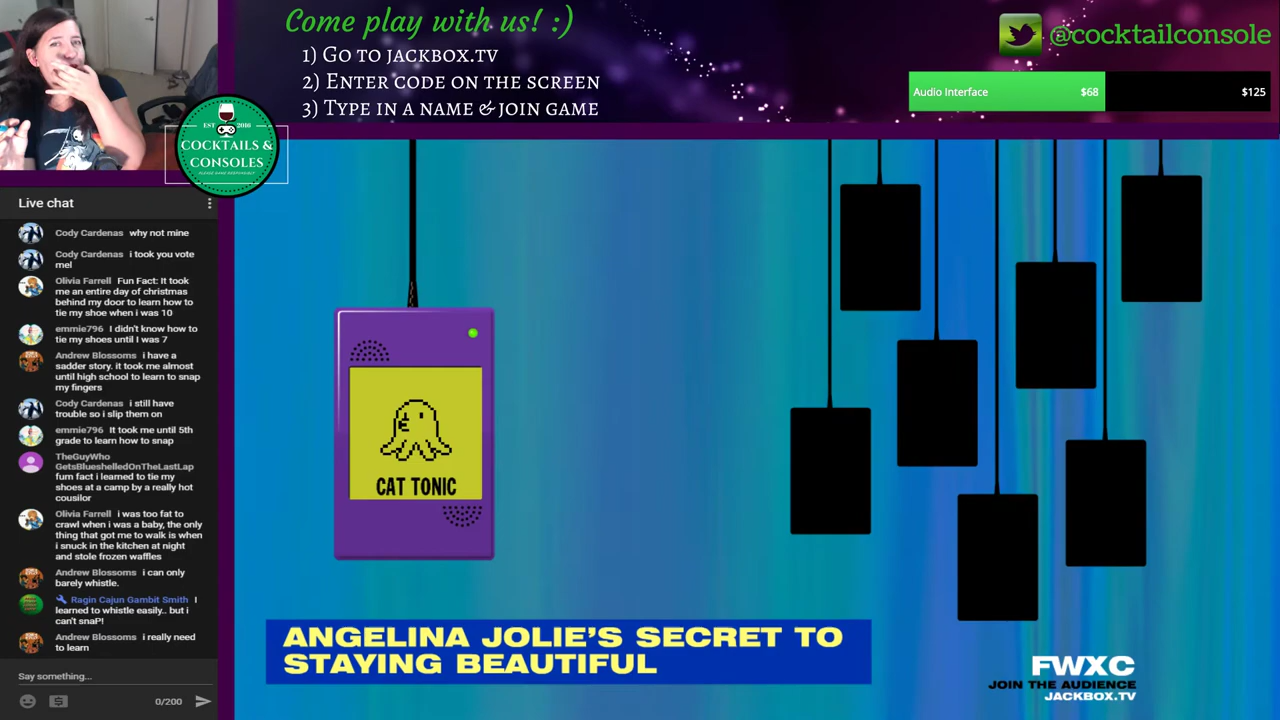 Come play with us! :)
1) Go to jackbox.tv
2) Enter code on the screen
3) Type in a name & join game
@cocktailconsole
Audio Interface $68 $125
EST 2016
COCKTAILS &
CONSOLES
Live chat
Cody Cardenas why not mine
Cody Cardenas i took you vote
me!
Olivia Farrell Fun Fact: It took
me an entire day of christmas
behind my door to learn how to
tie my shoe when i was 10
emmie796 I didn't know how to
tie my shoes until I was 7
Andrew Blossoms i have a
sadder story. it took me almost
until high school to learn to snap
my fingers
Cody Cardenas i still have
trouble so i slip them on
emmie796 It took me until 5th
grade to learn how to snap
TheGuyWho
GetsBlueshelledOnTheLastLap
fum fact i learned to tie my
shoes at a camp by a really hot
cousilor
Olivia Farrell i was too fat to
crawl when i was a baby, the only
thing that got me to walk is when
i snuck in the kitchen at night
and stole frozen waffles
Andrew Blossoms i can only
barely whistle.
Ragin Cajun Gambit Smith I
learned to whistle easily.. but i
can't snaP!
Andrew Blossoms i really need
to learn
Say something...
0/200
CAT TONIC
ANGELINA JOLIE'S SECRET TO
STAYING BEAUTIFUL
FWXC
JOIN THE AUDIENCE
JACKBOX.TV